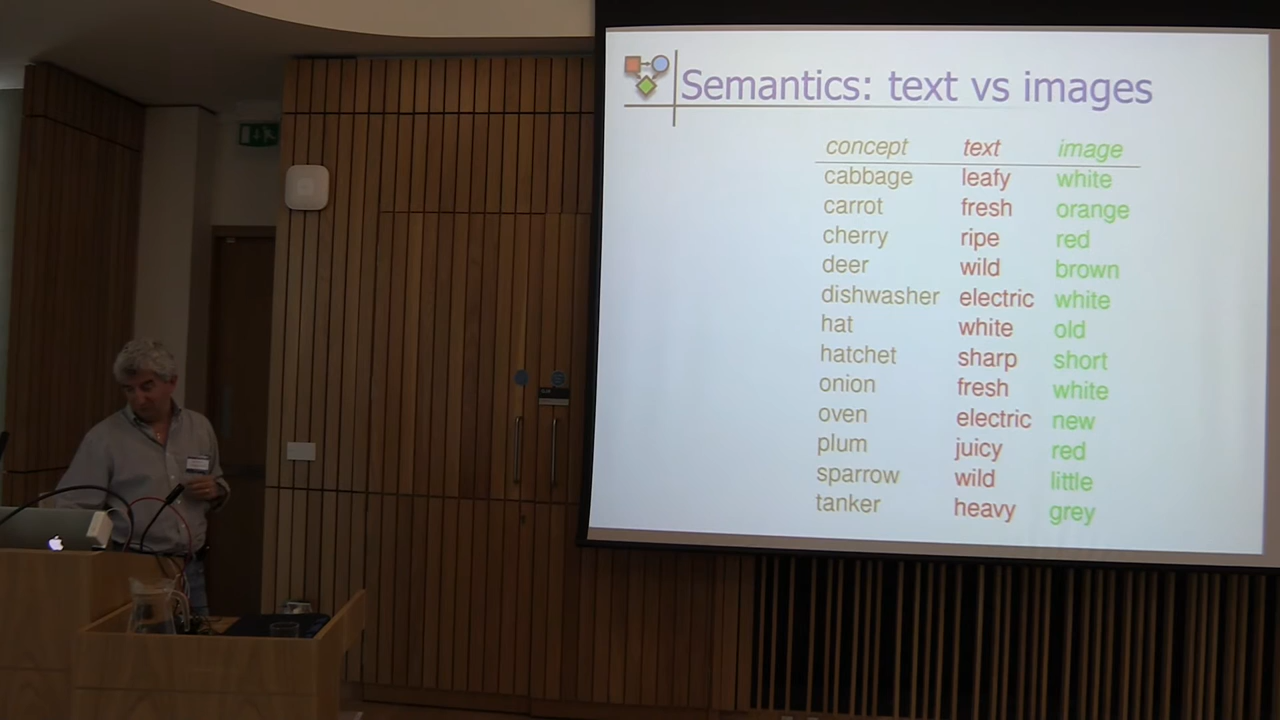 Semantics: text vs images
concept text image
cabbage leafy white
carrot fresh orange
cherry ripe red
deer wild brown
dishwasher electric white
hat white old
hatchet sharp short
onion fresh white
oven electric new
plum juicy red
sparrow wild little
tanker heavy grey